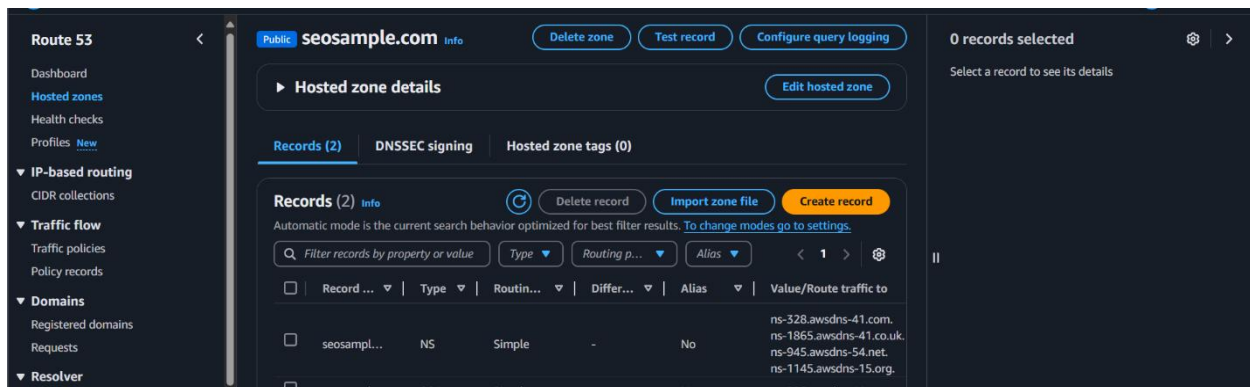 Route 53
Dashboard
Hosted zones
Health checks
Profiles New
IP-based routing
CIDR collections
Traffic flow
Traffic policies
Policy records
Domains
Registered domains
Requests
Resolver
Public seosample.com Info
Delete zone
Test record
Configure query logging
Hosted zone details
Edit hosted zone
Records (2)
DNSSEC signing
Hosted zone tags (0)
Records (2) Info
Delete record
Import zone file
Create record
Automatic mode is the current search behavior optimized for best filter results. To change modes go to settings.
Filter records by property or value
Type
Routing p...
Alias
1
Record ... | Type | Routin... | Differ... | Alias | Value/Route traffic to
seosampl... NS Simple - No
ns-328.awsdns-41.com.
ns-1865.awsdns-41.co.uk.
ns-945.awsdns-54.net.
ns-1145.awsdns-15.org.
0 records selected
Select a record to see its details